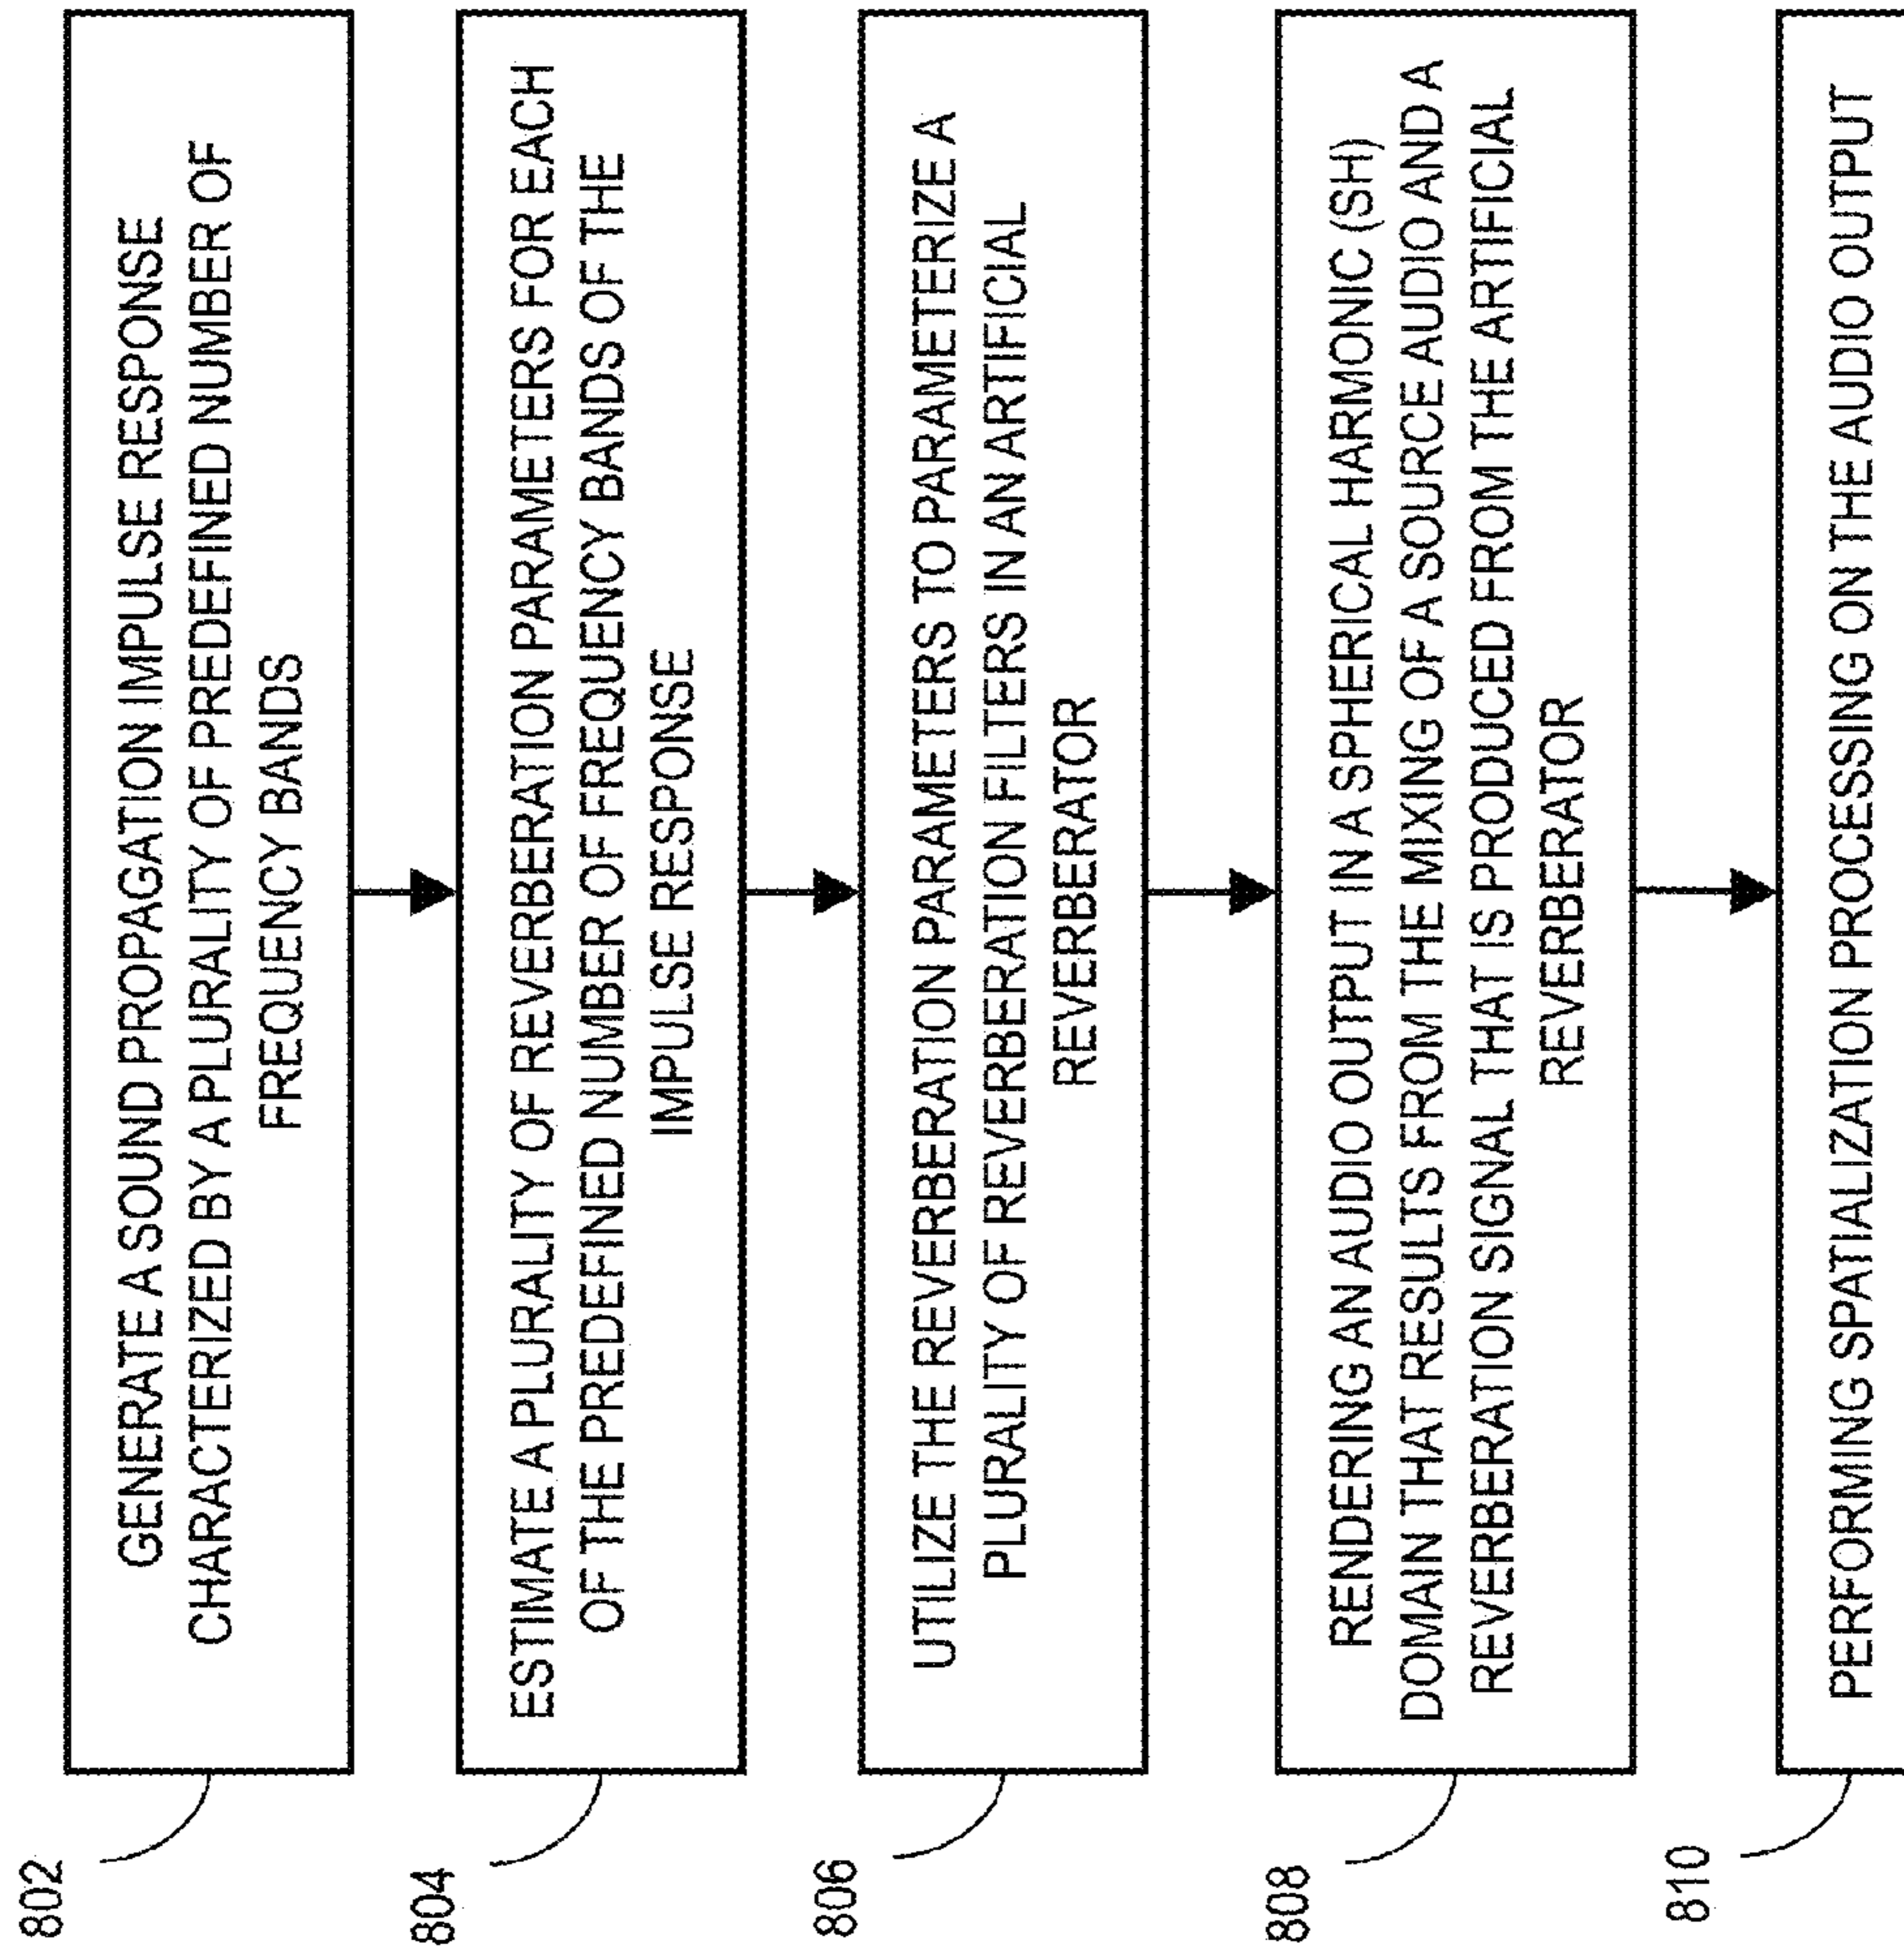 802
GENERATE A SOUND PROPAGATION IMPULSE RESPONSE
CHARACTERIZED BY A PLURALITY OF PREDEFINED NUMBER OF
FREQUENCY BANDS
804
ESTIMATE A PLURALITY OF REVERBERATION PARAMETERS FOR EACH
OF THE PREDEFINED NUMBER OF FREQUENCY BANDS OF THE
IMPULSE RESPONSE
806
UTILIZE THE REVERBERATION PARAMETERS TO PARAMETERIZE A
PLURALITY OF REVERBERATION FILTERS IN AN ARTIFICIAL
REVERBERATOR
808
RENDERING AN AUDIO OUTPUT IN A SPHERICAL HARMONIC (SH)
DOMAIN THAT RESULTS FROM THE MIXING OF A SOURCE AUDIO AND A
REVERBERATION SIGNAL THAT IS PRODUCED FROM THE ARTIFICIAL
REVERBERATOR
810
PERFORMING SPATIALIZATION PROCESSING ON THE AUDIO OUTPUT